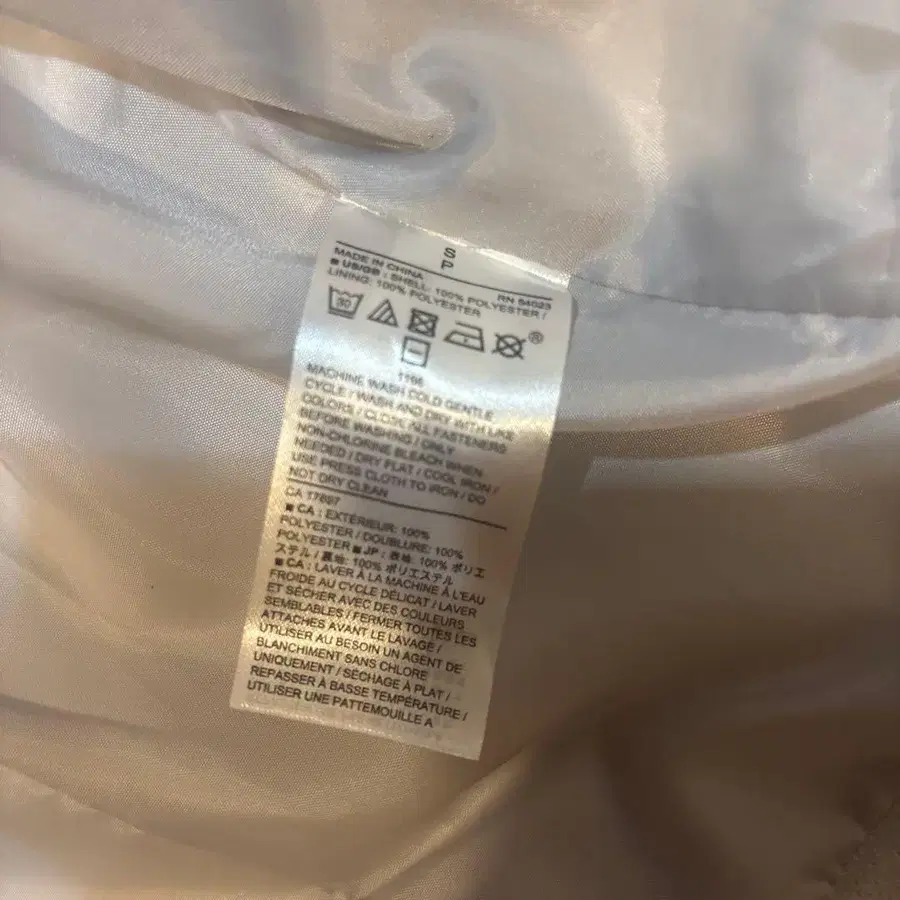 S
P
MADE IN CHINA RN 54023
■ US/GB : SHELL: 100% POLYESTER /
LINING: 100% POLYESTER
30
®
1166
MACHINE WASH COLD GENTLE
CYCLE / WASH AND DRY WITH LIKE
COLORS / CLOSE ALL FASTENERS
BEFORE WASHING / ONLY
NON-CHLORINE BLEACH WHEN
NEEDED / DRY FLAT / COOL IRON /
USE PRESS CLOTH TO IRON / DO
NOT DRY CLEAN
CA 17897
■ CA : EXTÉRIEUR: 100%
POLYESTER / DOUBLURE: 100%
POLYESTER ■ JP : 表地: 100% ポリエ
ステル / 裏地: 100% ポリエステル
■ CA : LAVER À LA MACHINE À L'EAU
FROIDE AU CYCLE DÉLICAT / LAVER
ET SÉCHER AVEC DES COULEURS
SEMBLABLES / FERMER TOUTES LES
ATTACHES AVANT LE LAVAGE /
UTILISER AU BESOIN UN AGENT DE
BLANCHIMENT SANS CHLORE
UNIQUEMENT / SÉCHAGE À PLAT /
REPASSER À BASSE TEMPÉRATURE /
UTILISER UNE PATTEMOUILLE A